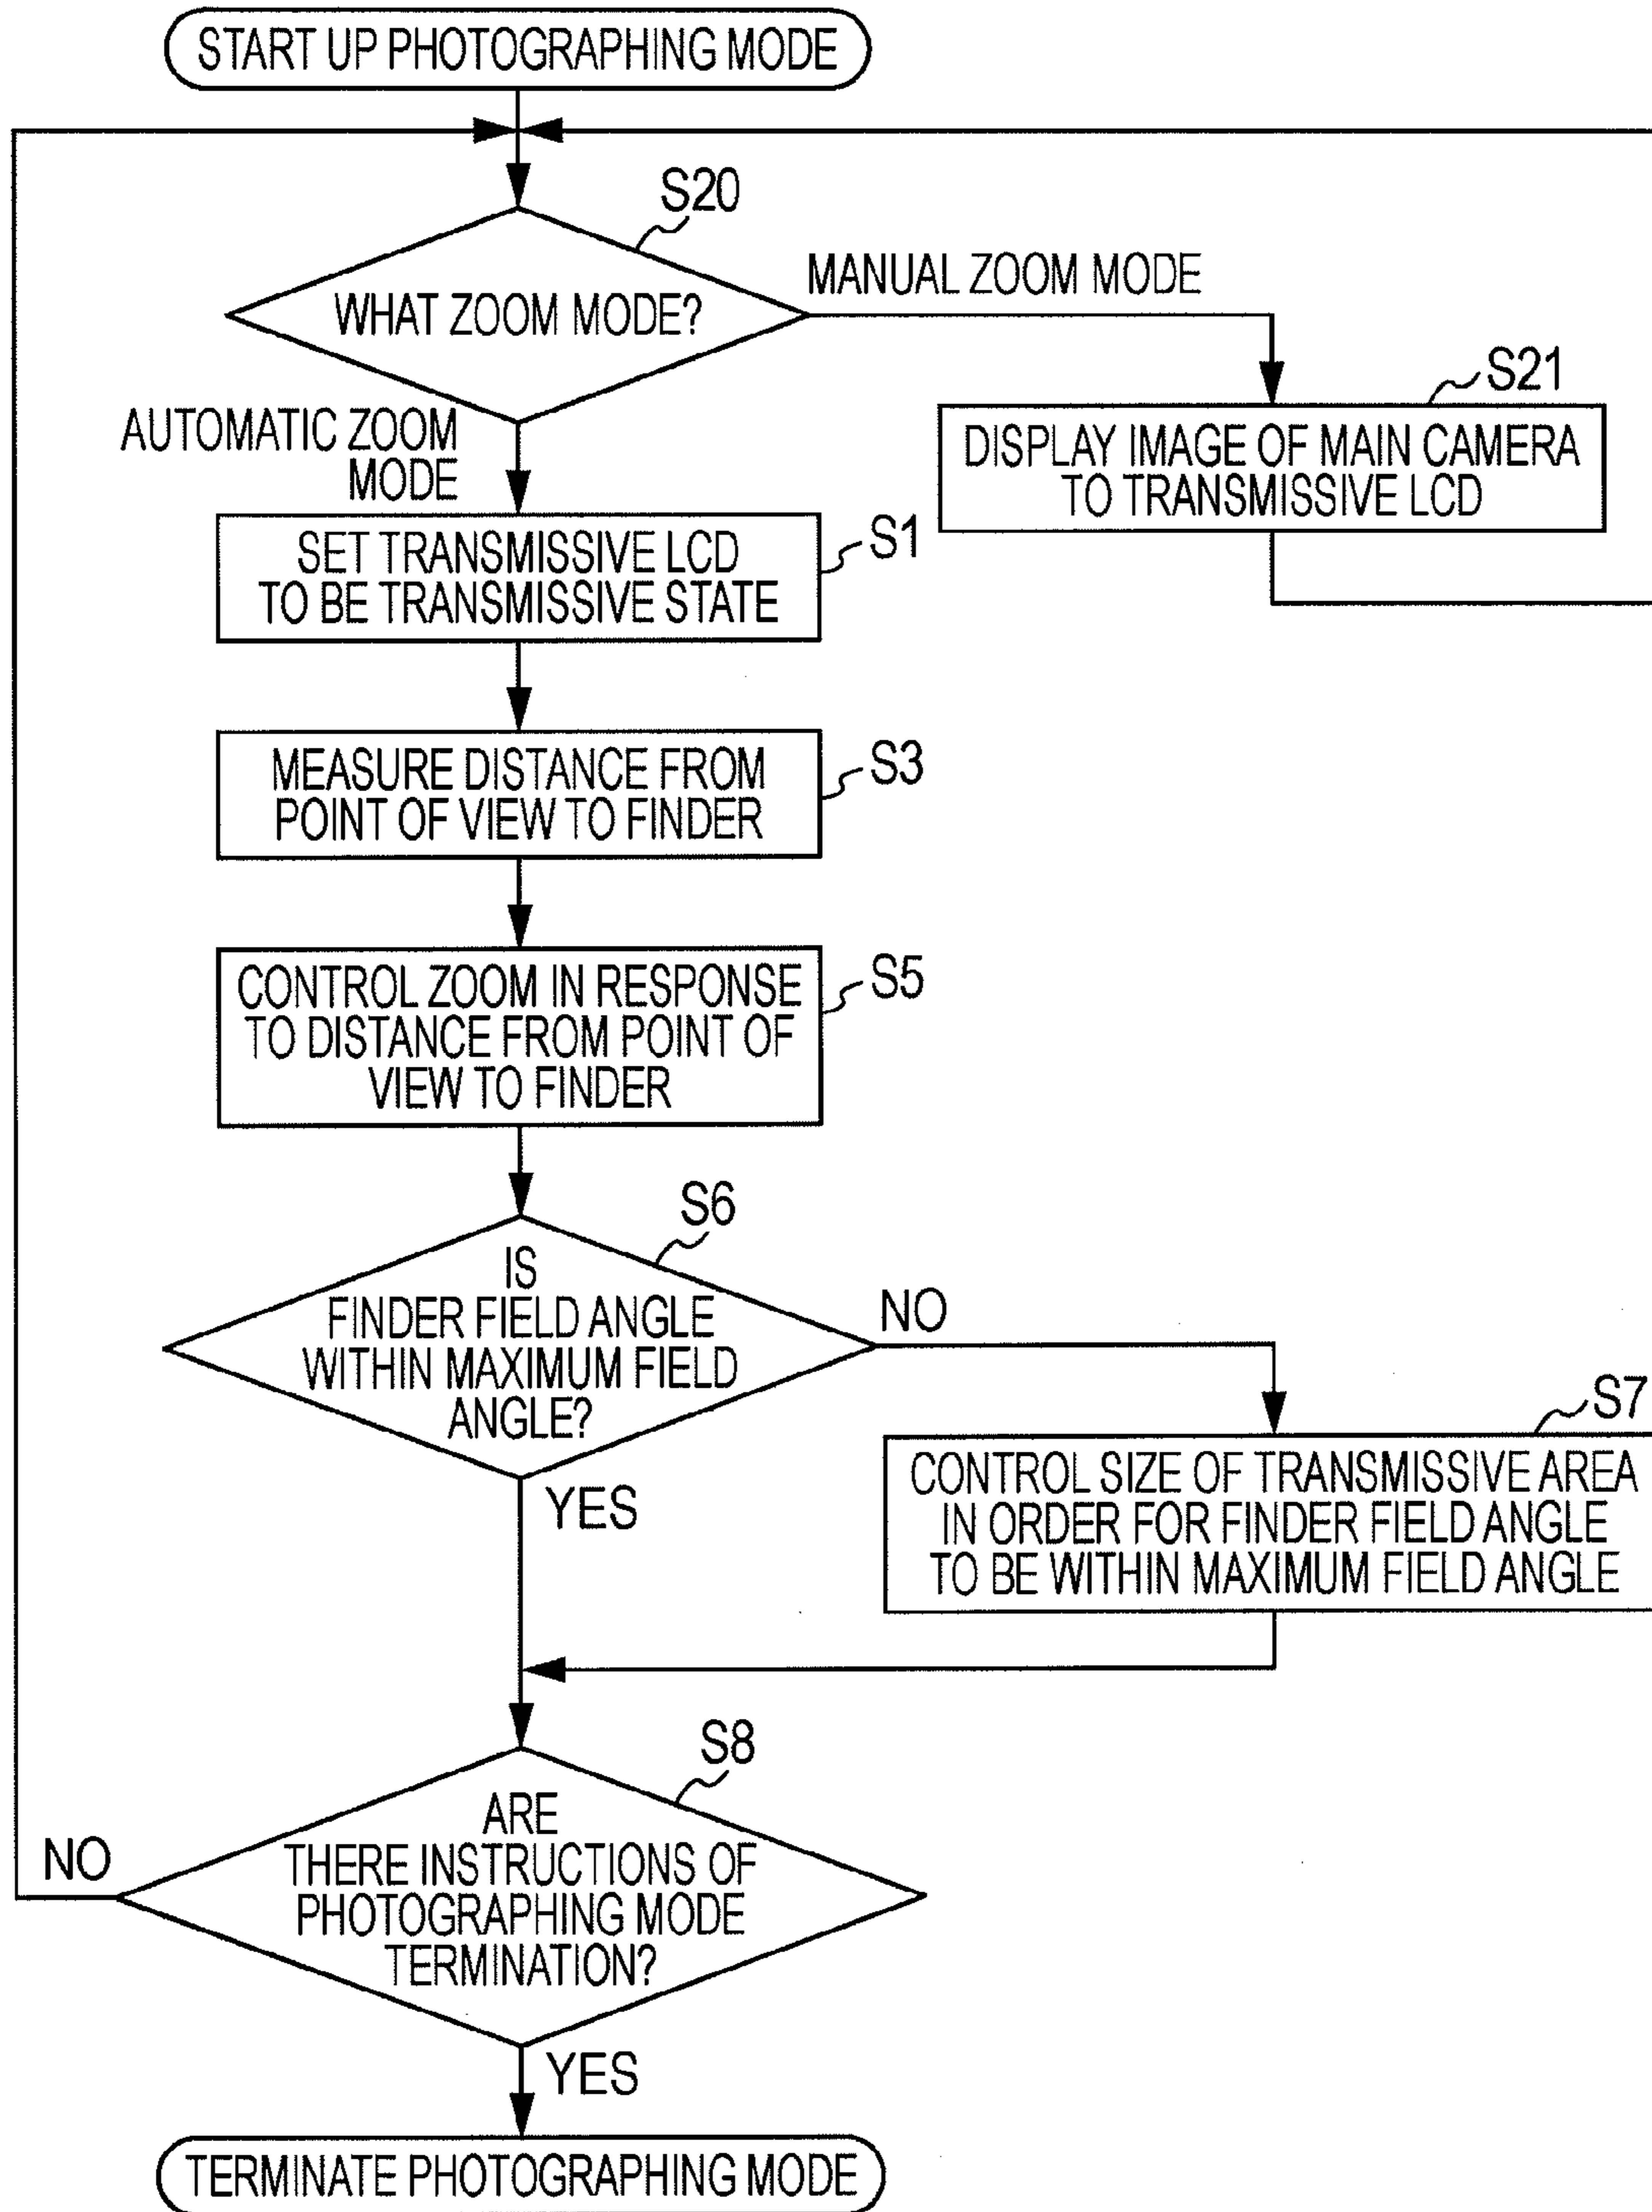 START UP PHOTOGRAPHING MODE
S20
WHAT ZOOM MODE?
MANUAL ZOOM MODE
S21
DISPLAY IMAGE OF MAIN CAMERA
TO TRANSMISSIVE LCD
AUTOMATIC ZOOM
MODE
SET TRANSMISSIVE LCD
TO BE TRANSMISSIVE STATE
S1
MEASURE DISTANCE FROM
POINT OF VIEW TO FINDER
S3
CONTROL ZOOM IN RESPONSE
TO DISTANCE FROM POINT OF
VIEW TO FINDER
S5
S6
IS
FINDER FIELD ANGLE
WITHIN MAXIMUM FIELD
ANGLE?
NO
YES
S7
CONTROL SIZE OF TRANSMISSIVE AREA
IN ORDER FOR FINDER FIELD ANGLE
TO BE WITHIN MAXIMUM FIELD ANGLE
S8
ARE
THERE INSTRUCTIONS OF
PHOTOGRAPHING MODE
TERMINATION?
NO
YES
TERMINATE PHOTOGRAPHING MODE